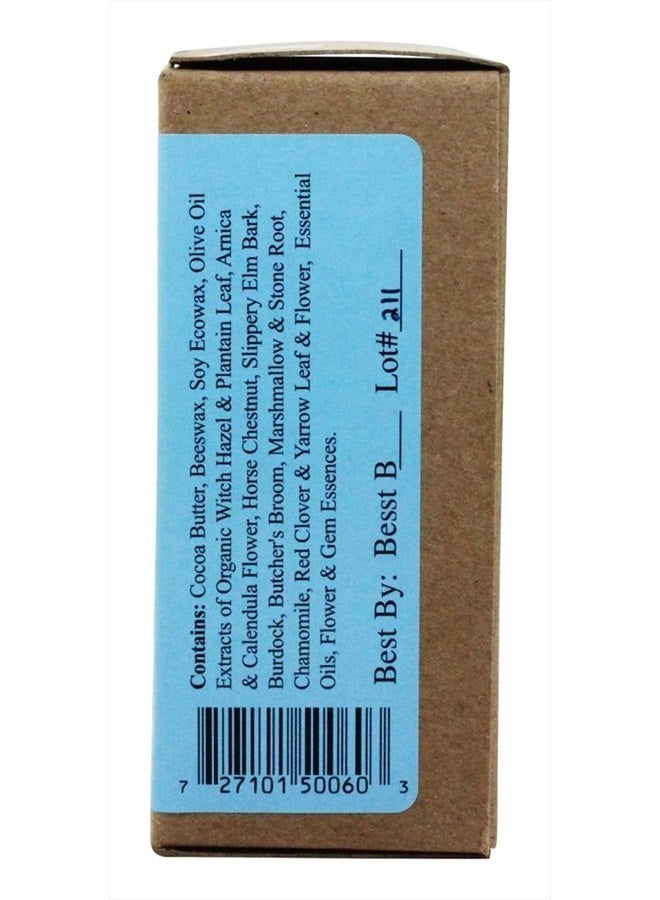 Contains: Cocoa Butter, Beeswax, Soy Ecowax, Olive Oil
Extracts of Organic Witch Hazel & Plantain Leaf, Arnica
& Calendula Flower, Horse Chestnut, Slippery Elm Bark,
Burdock, Butcher's Broom, Marshmallow & Stone Root,
Chamomile, Red Clover & Yarrow Leaf & Flower, Essential
Oils, Flower & Gem Essences.
Best By: Besst B___ Lot# 211
7 27101 50060 3